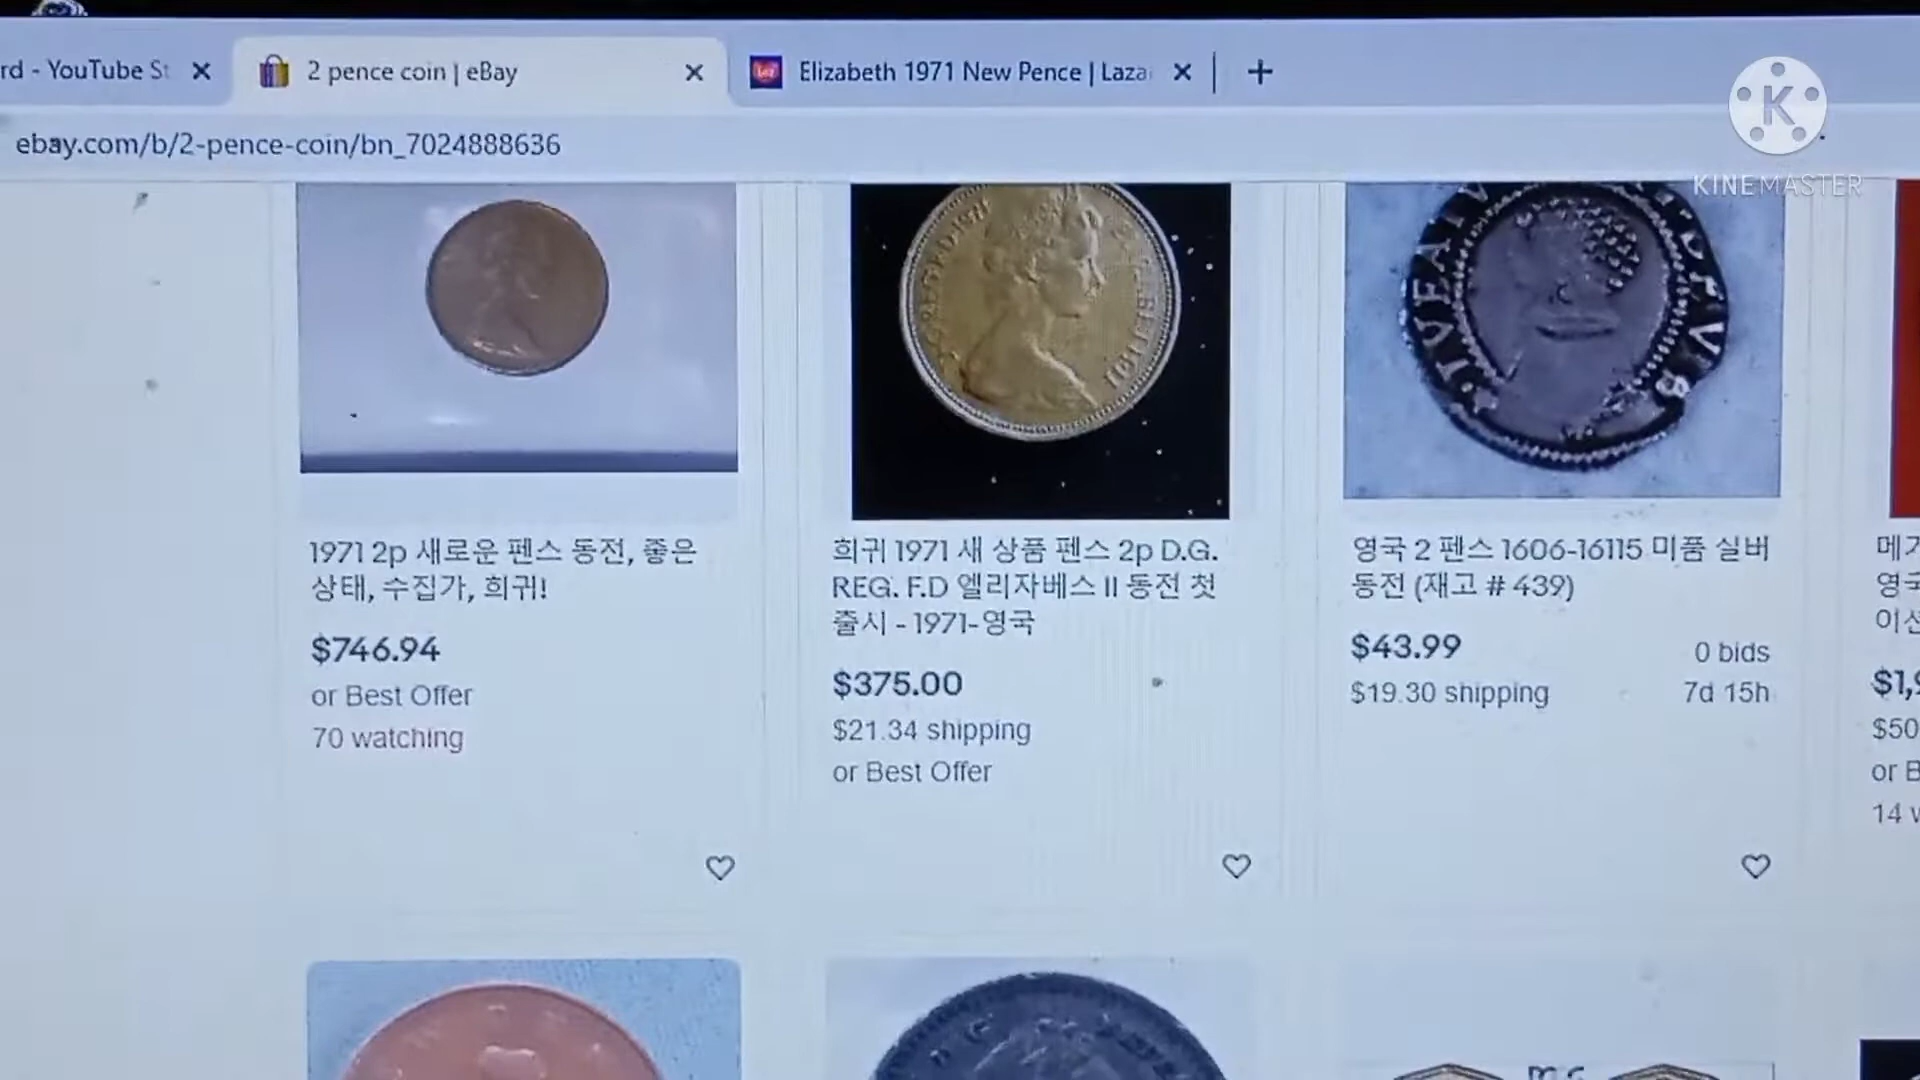 rd - YouTube St
2 pence coin | eBay
Elizabeth 1971 New Pence | Laza
ebay.com/b/2-pence-coin/bn_7024888636
K
KINEMASTER
1971 2p 새로운 펜스 동전, 좋은
상태, 수집가, 희귀!
$746.94
or Best Offer
70 watching
희귀 1971 새 상품 펜스 2p D.G.
REG. F.D 엘리자베스 II 동전 첫
출시 - 1971-영국
$375.00
$21.34 shipping
or Best Offer
영국 2 펜스 1606-16115 미품 실버
동전 (재고 # 439)
$43.99
0 bids
$19.30 shipping
7d 15h
영국
$50
14